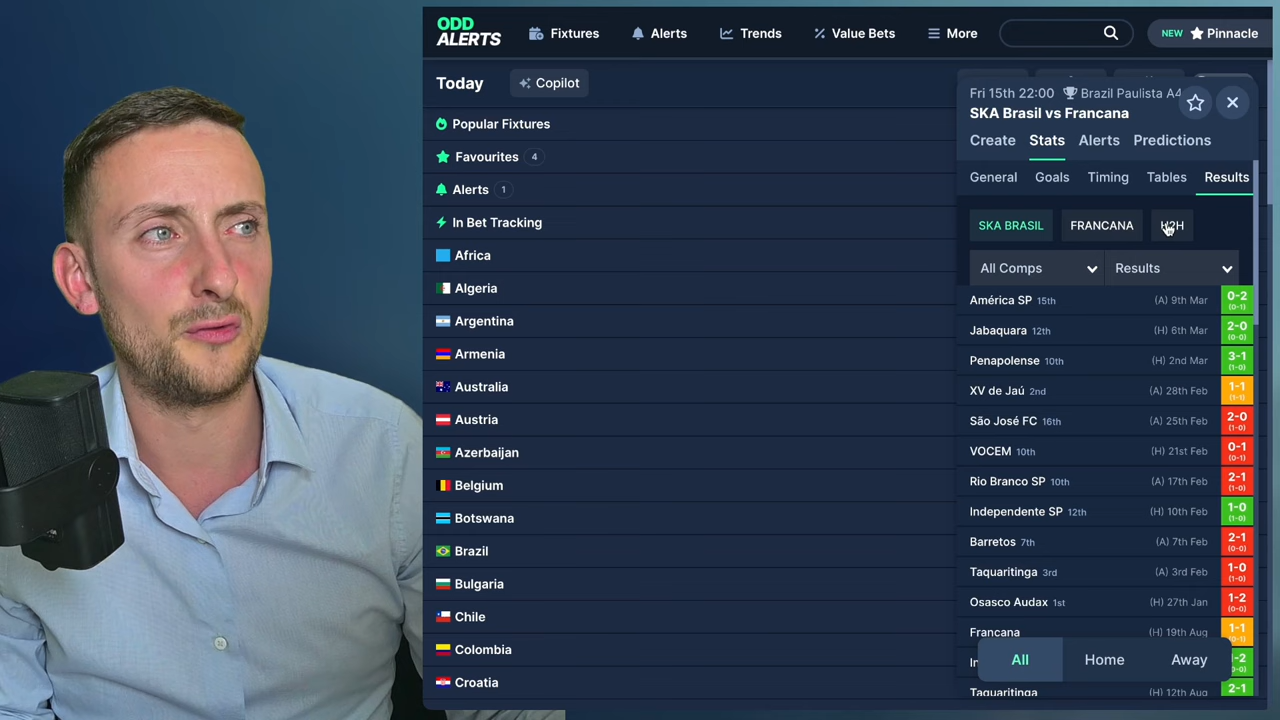 ODD
ALERTS
Fixtures
Alerts
Trends
Value Bets
More
NEW
Pinnacle
Today
Copilot
Popular Fixtures
Favourites 4
Alerts 1
In Bet Tracking
Africa
Algeria
Argentina
Armenia
Australia
Austria
Azerbaijan
Belgium
Botswana
Brazil
Bulgaria
Chile
Colombia
Croatia
Fri 15th 22:00 Brazil Paulista A4
SKA Brasil vs Francana
Create Stats Alerts Predictions
General Goals Timing Tables Results
SKA BRASIL FRANCANA H2H
All Comps Results
América SP 15th (A) 9th Mar 0-2 (0-1)
Jabaquara 12th (H) 6th Mar 2-0 (0-0)
Penapolense 10th (H) 2nd Mar 3-1 (1-0)
XV de Jaú 2nd (A) 28th Feb 1-1 (1-1)
São José FC 16th (A) 25th Feb 2-0 (1-0)
VOCEM 10th (H) 21st Feb 0-1 (0-1)
Rio Branco SP 10th (A) 17th Feb 2-1 (1-0)
Independente SP 12th (H) 10th Feb 1-0 (1-0)
Barretos 7th (A) 7th Feb 2-1 (0-0)
Taquaritinga 3rd (A) 3rd Feb 1-0 (1-0)
Osasco Audax 1st (H) 27th Jan 1-2 (0-0)
Francana (H) 19th Aug 1-1 (0-1)
All Home Away
Taquaritinga (H) 12th Aug 2-1